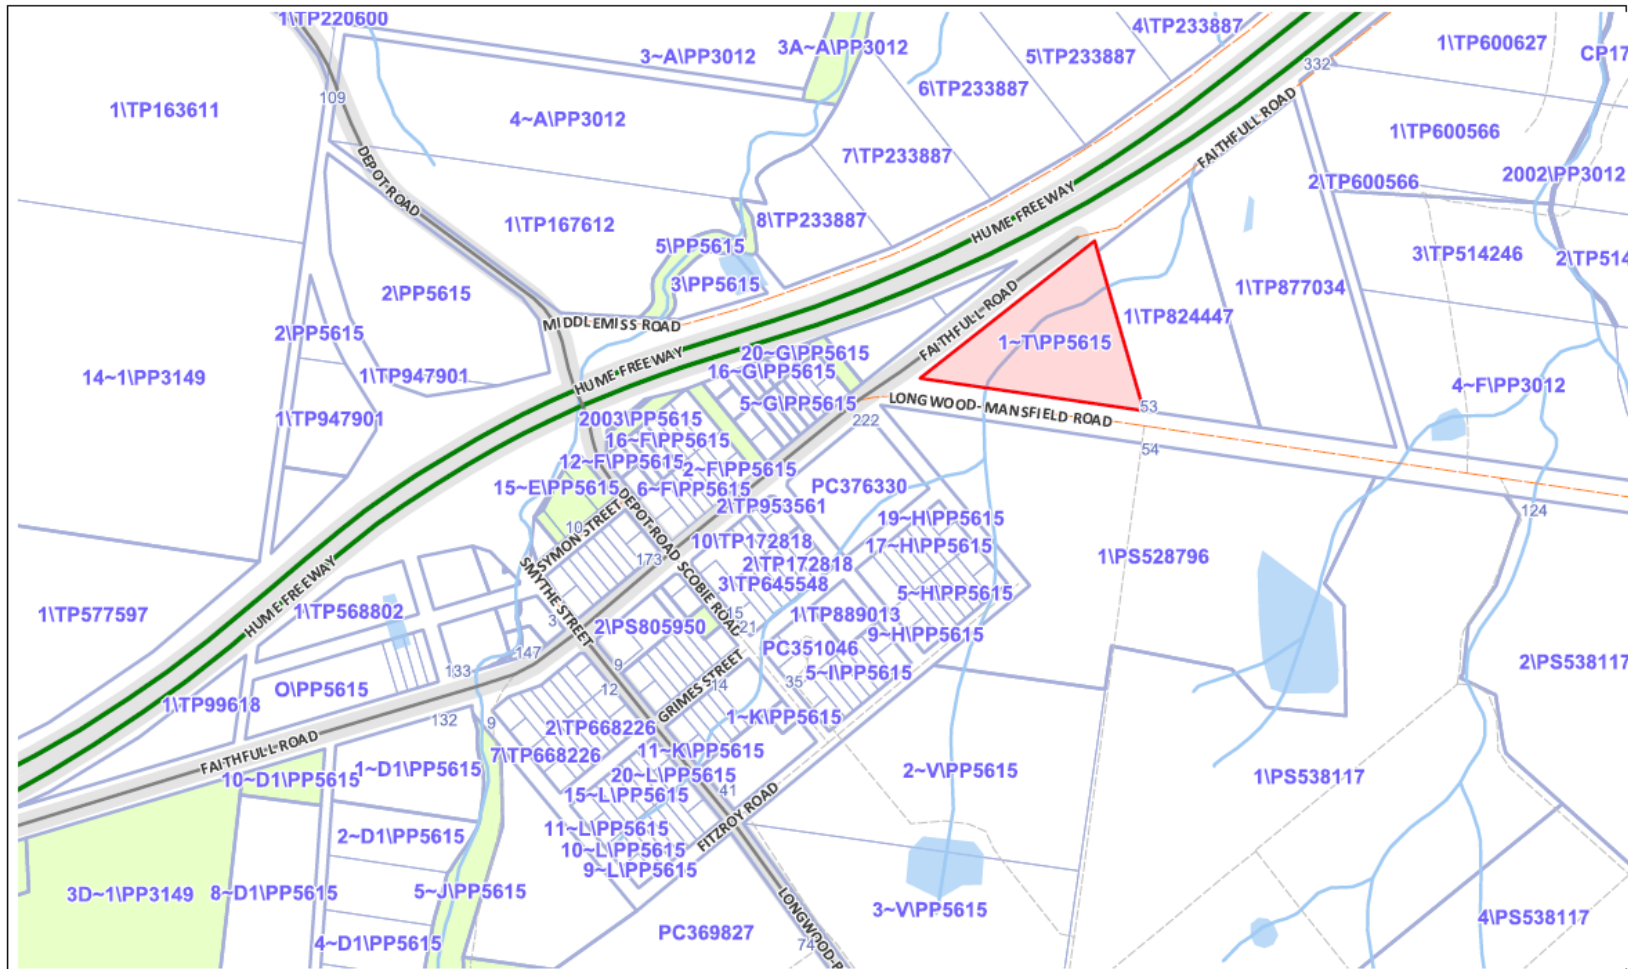 1\TP220600
3~A\PP3012
3A~A\PP3012
4\TP233887
5\TP233887
1\TP600627
CP17
332
6\TP233887
109
1\TP163611
4~A\PP3012
FAITHFULL ROAD
1\TP600566
7\TP233887
DEPOT ROAD
2\TP600566
2002\PP3012
1\TP167612
8\TP233887
HUME FREEWAY
5\PP5615
3\TP514246
2\TP514
3\PP5615
2\PP5615
1\TP877034
MIDDLEMISS ROAD
1\TP824447
FAITHFULL ROAD
2\PP5615
1~T\PP5615
HUME FREEWAY
20~G\PP5615
16~G\PP5615
14~1\PP3149
1\TP947901
4~F\PP3012
5~G\PP5615
LONGWOOD-MANSFIELD ROAD
53
1\TP947901
2003\PP5615
222
16~F\PP5615
54
12~F\PP5615
2~F\PP5615
15~E\PP5615
6~F\PP5615
PC376330
2\TP953561
124
DEPOT ROAD
19~H\PP5615
10
SYMON STREET
10\TP172818
17~H\PP5615
173
2\TP172818
1\PS528796
SMYTHE STREET
3\TP645548
5~H\PP5615
HUME FREEWAY
SCOBIE ROAD
1\TP577597
1\TP568802
15
1\TP889013
3
2\PS805950
21
9~H\PP5615
147
PC351046
9
GRIMES STREET
2\PS538117
133
5~I\PP5615
O\PP5615
12
14
35
1\TP99618
132
9
1~K\PP5615
2\TP668226
FAITHFULL ROAD
7\TP668226
11~K\PP5615
1~D1\PP5615
20~L\PP5615
2~V\PP5615
1\PS538117
10~D1\PP5615
15~L\PP5615
41
FITZROY ROAD
11~L\PP5615
2~D1\PP5615
10~L\PP5615
9~L\PP5615
3D~1\PP3149
8~D1\PP5615
5~J\PP5615
3~V\PP5615
LONGWOOD-
4\PS538117
PC369827
4~D1\PP5615
74